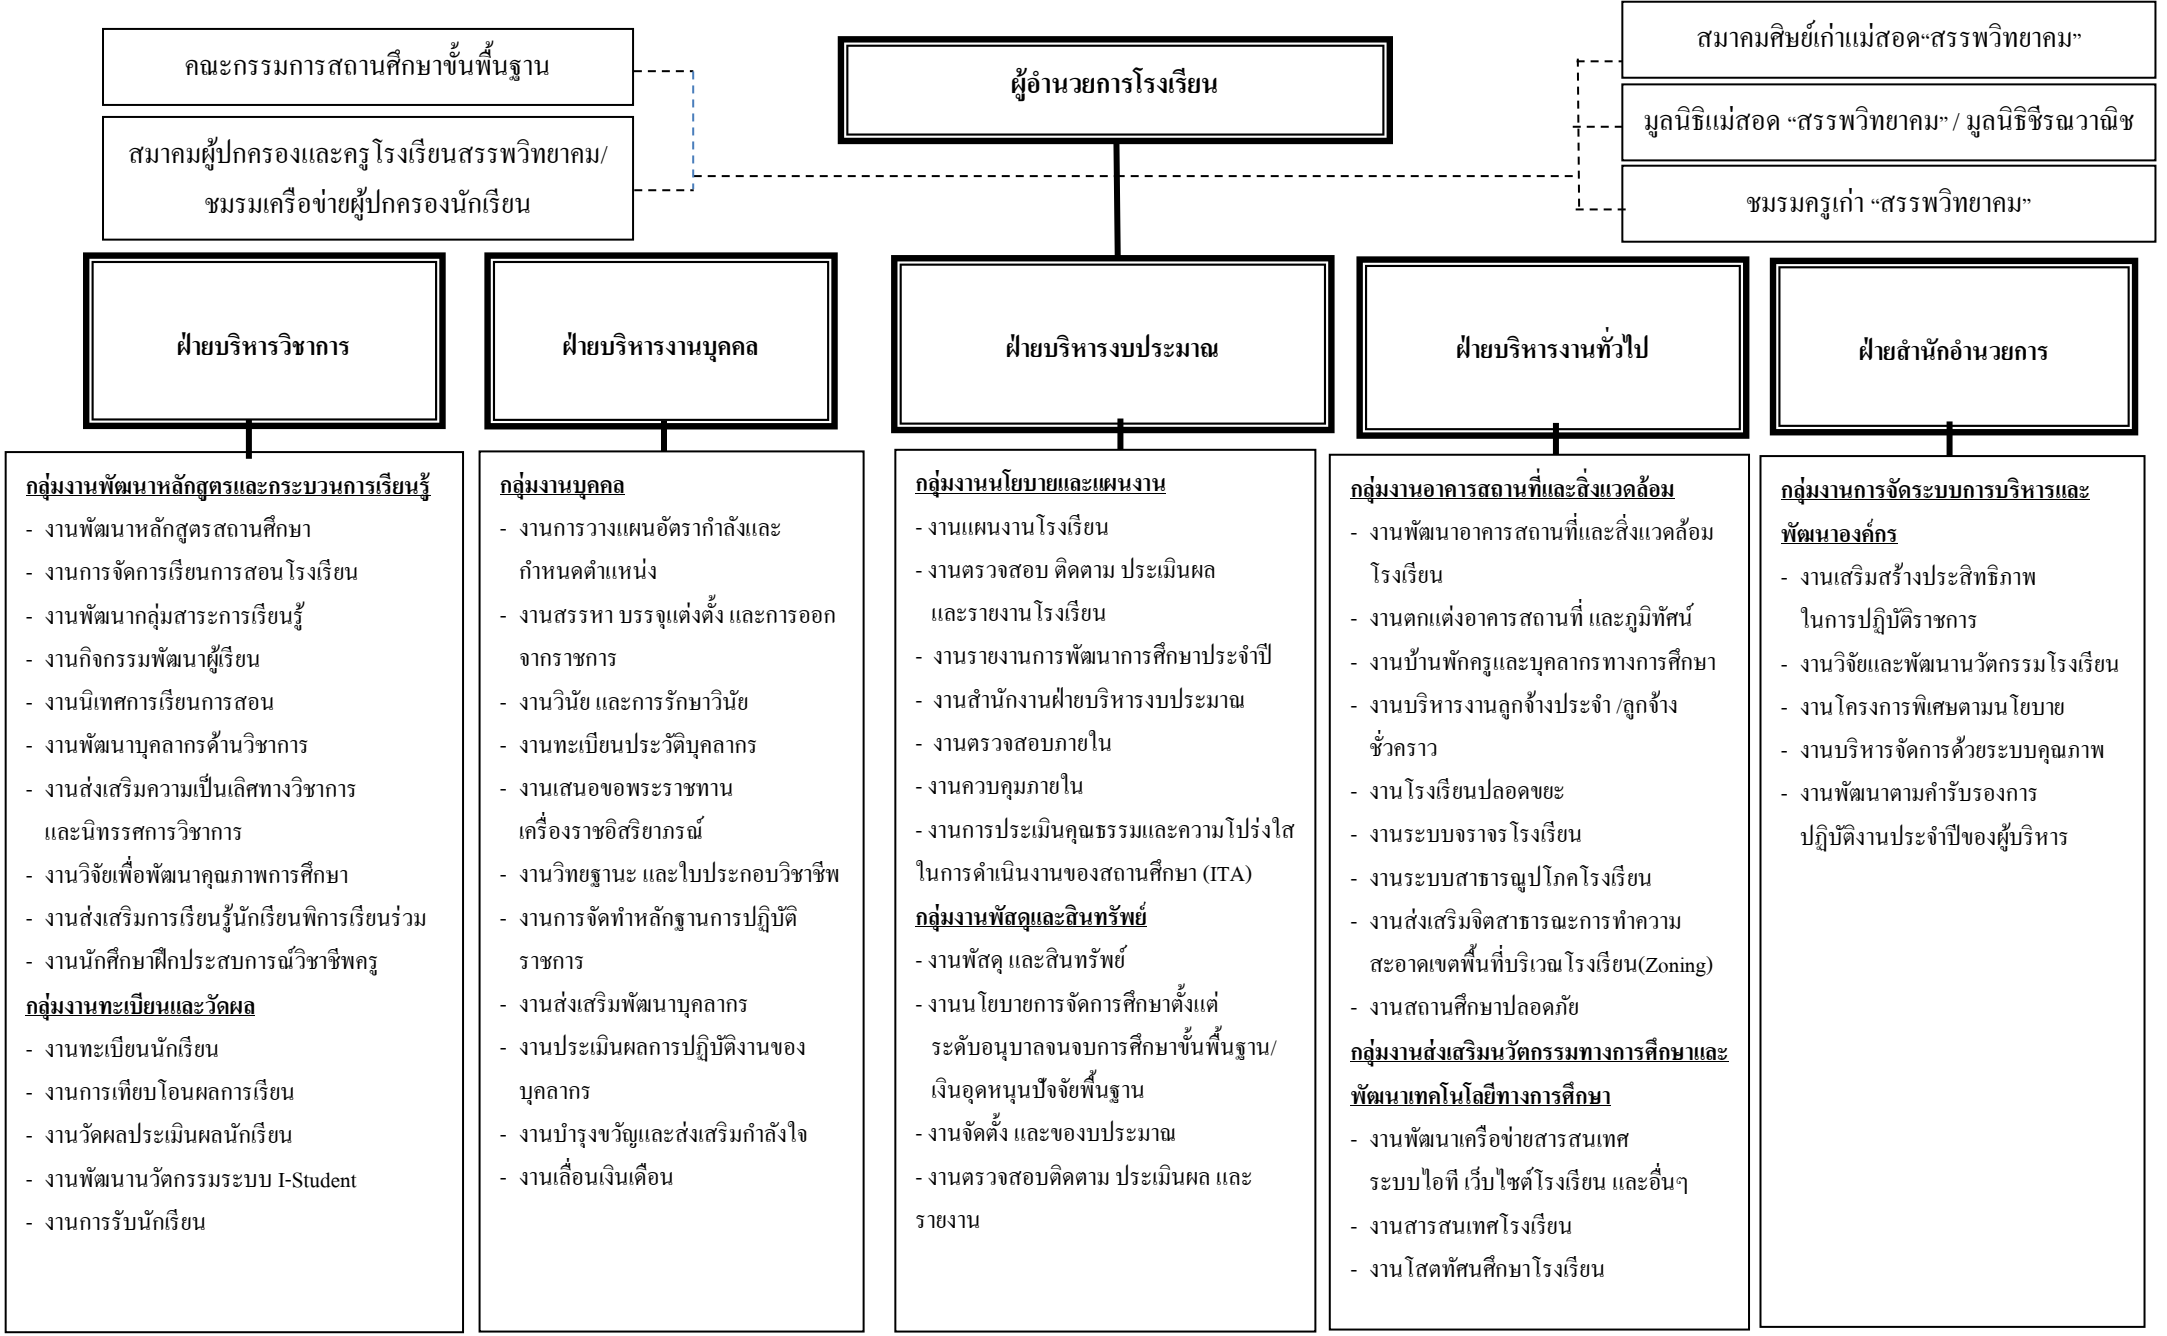 คณะกรรมการสถานศึกษาขั้นพื้นฐาน
สมาคมผู้ปกครองและครูโรงเรียนสรรพวิทยาคม/
ชมรมเครือข่ายผู้ปกครองนักเรียน
ผู้อำนวยการโรงเรียน
สมาคมศิษย์เก่าแม่สอด“สรรพวิทยาคม”
มูลนิธิแม่สอด “สรรพวิทยาคม” / มูลนิธิชีรณวาณิช
ชมรมครูเก่า “สรรพวิทยาคม”
ฝ่ายบริหารวิชาการ
กลุ่มงานพัฒนาหลักสูตรและกระบวนการเรียนรู้
- งานพัฒนาหลักสูตรสถานศึกษา
- งานการจัดการเรียนการสอนโรงเรียน
- งานพัฒนากลุ่มสาระการเรียนรู้
- งานกิจกรรมพัฒนาผู้เรียน
- งานนิเทศการเรียนการสอน
- งานพัฒนาบุคลากรด้านวิชาการ
- งานส่งเสริมความเป็นเลิศทางวิชาการ
และนิทรรศการวิชาการ
- งานวิจัยเพื่อพัฒนาคุณภาพการศึกษา
- งานส่งเสริมการเรียนรู้นักเรียนพิการเรียนร่วม
- งานนักศึกษาฝึกประสบการณ์วิชาชีพครู
กลุ่มงานทะเบียนและวัดผล
- งานทะเบียนนักเรียน
- งานการเทียบโอนผลการเรียน
- งานวัดผลประเมินผลนักเรียน
- งานพัฒนานวัตกรรมระบบ I-Student
- งานการรับนักเรียน
ฝ่ายบริหารงานบุคคล
กลุ่มงานบุคคล
- งานการวางแผนอัตรากำลังและ
กำหนดตำแหน่ง
- งานสรรหา บรรจุแต่งตั้ง และการออก
จากราชการ
- งานวินัย และการรักษาวินัย
- งานทะเบียนประวัติบุคลากร
- งานเสนอขอพระราชทาน
เครื่องราชอิสริยาภรณ์
- งานวิทยฐานะ และใบประกอบวิชาชีพ
- งานการจัดทำหลักฐานการปฏิบัติ
ราชการ
- งานส่งเสริมพัฒนาบุคลากร
- งานประเมินผลการปฏิบัติงานของ
บุคลากร
- งานบำรุงขวัญและส่งเสริมกำลังใจ
- งานเลื่อนเงินเดือน
ฝ่ายบริหารงบประมาณ
กลุ่มงานนโยบายและแผนงาน
- งานแผนงานโรงเรียน
- งานตรวจสอบ ติดตาม ประเมินผล
และรายงานโรงเรียน
- งานรายงานการพัฒนาการศึกษาประจำปี
- งานสำนักงานฝ่ายบริหารงบประมาณ
- งานตรวจสอบภายใน
- งานควบคุมภายใน
- งานการประเมินคุณธรรมและความโปร่งใส
ในการดำเนินงานของสถานศึกษา (ITA)
กลุ่มงานพัสดุและสินทรัพย์
- งานพัสดุ และสินทรัพย์
- งานนโยบายการจัดการศึกษาตั้งแต่
ระดับอนุบาลจนจบการศึกษาขั้นพื้นฐาน/
เงินอุดหนุนปัจจัยพื้นฐาน
- งานจัดตั้ง และของบประมาณ
- งานตรวจสอบติดตาม ประเมินผล และ
รายงาน
ฝ่ายบริหารงานทั่วไป
กลุ่มงานอาคารสถานที่และสิ่งแวดล้อม
- งานพัฒนาอาคารสถานที่และสิ่งแวดล้อม
โรงเรียน
- งานตกแต่งอาคารสถานที่ และภูมิทัศน์
- งานบ้านพักครูและบุคลากรทางการศึกษา
- งานบริหารงานลูกจ้างประจำ /ลูกจ้าง
ชั่วคราว
- งานโรงเรียนปลอดขยะ
- งานระบบจราจรโรงเรียน
- งานระบบสาธารณูปโภคโรงเรียน
- งานส่งเสริมจิตสาธารณะการทำความ
สะอาดเขตพื้นที่บริเวณโรงเรียน(Zoning)
- งานสถานศึกษาปลอดภัย
กลุ่มงานส่งเสริมนวัตกรรมทางการศึกษาและ
พัฒนาเทคโนโลยีทางการศึกษา
- งานพัฒนาเครือข่ายสารสนเทศ
ระบบไอที เว็บไซต์โรงเรียน และอื่นๆ
- งานสารสนเทศโรงเรียน
- งานโสตทัศนศึกษาโรงเรียน
ฝ่ายสำนักอำนวยการ
กลุ่มงานการจัดระบบการบริหารและ
พัฒนาองค์กร
- งานเสริมสร้างประสิทธิภาพ
ในการปฏิบัติราชการ
- งานวิจัยและพัฒนานวัตกรรมโรงเรียน
- งานโครงการพิเศษตามนโยบาย
- งานบริหารจัดการด้วยระบบคุณภาพ
- งานพัฒนาตามคำรับรองการ
ปฏิบัติงานประจำปีของผู้บริหาร